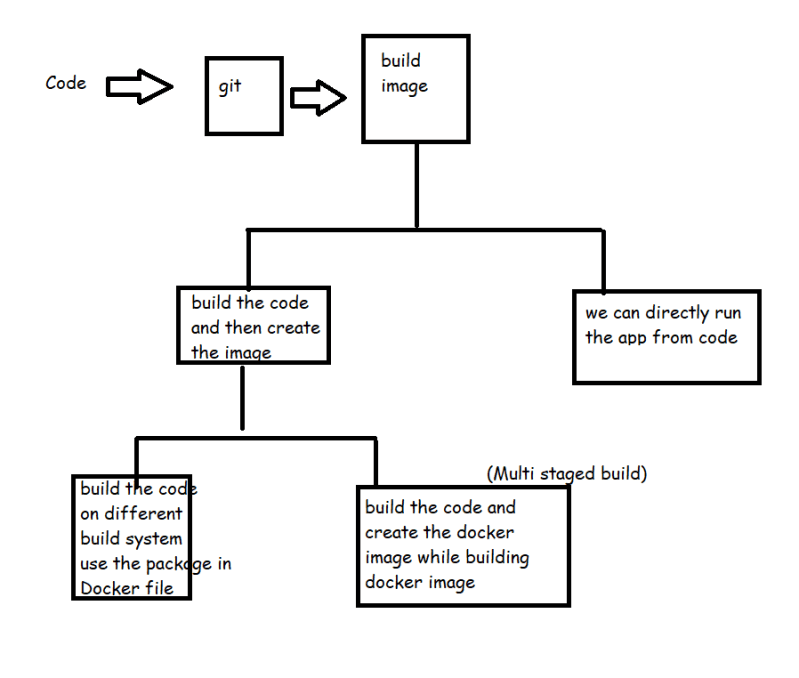 Code
git
build
image
build the code
and then create
the image
we can directly run
the app from code
build the code
on different
build system
use the package in
Docker file
(Multi staged build)
build the code and
create the docker
image while building
docker image